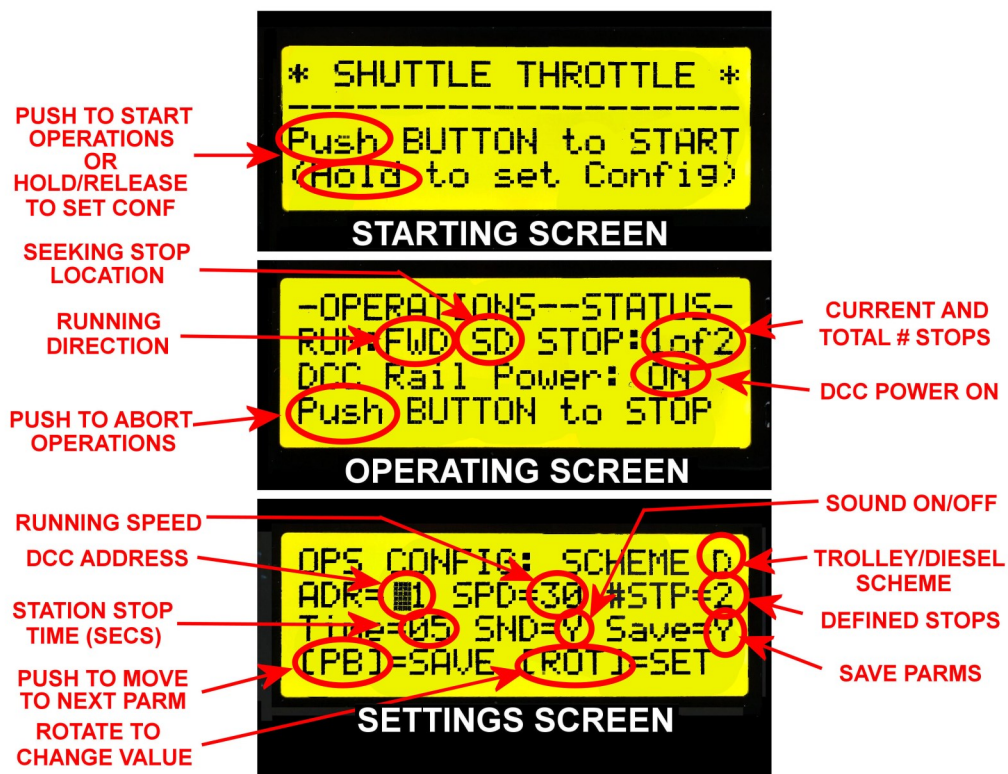 * SHUTTLE THROTTLE *
--------------------
Push BUTTON to START
(Hold to set Config)
STARTING SCREEN
PUSH TO START
OPERATIONS
OR
HOLD/RELEASE
TO SET CONF
-OPERATIONS--STATUS-
RUN:FWD SD STOP:1of2
DCC Rail Power: ON
Push BUTTON to STOP
OPERATING SCREEN
SEEKING STOP
LOCATION
RUNNING
DIRECTION
PUSH TO ABORT
OPERATIONS
CURRENT AND
TOTAL # STOPS
DCC POWER ON
OPS CONFIG: SCHEME D
ADR= 1 SPD=30 #STP=2
Time=05 SND=Y Save=Y
[PB]=SAVE [ROT]=SET
SETTINGS SCREEN
RUNNING SPEED
DCC ADDRESS
STATION STOP
TIME (SECS)
PUSH TO MOVE
TO NEXT PARM
ROTATE TO
CHANGE VALUE
SOUND ON/OFF
TROLLEY/DIESEL
SCHEME
DEFINED STOPS
SAVE PARMS